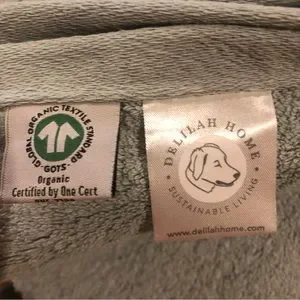 GLOBAL ORGANIC TEXTILE STANDARD
"GOTS"
Organic
Certified by One Cert
DELILAH HOME
SUSTAINABLE LIVING
www.delilahhome.com